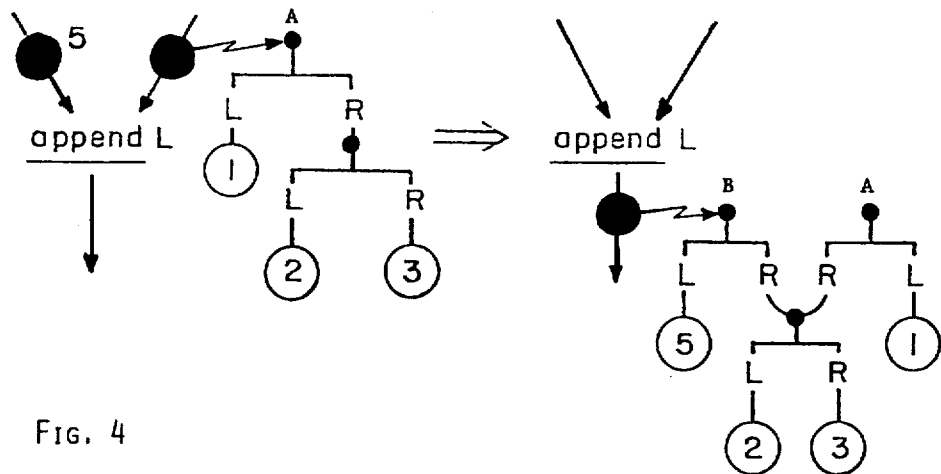 5 A
L R
append L
1
L R
2 3
append L
B A
L R R L
5 1
L R
2 3
FIG. 4